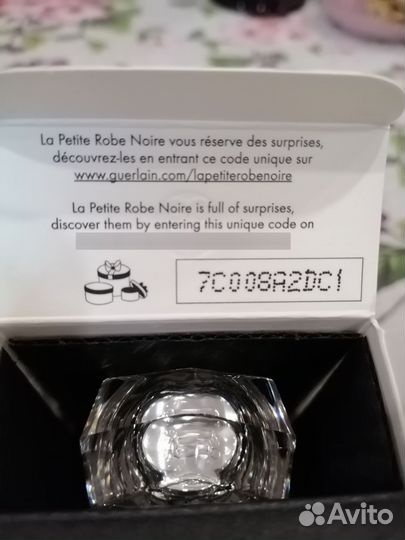 La Petite Robe Noire vous réserve des surprises,
découvrez-les en entrant ce code unique sur
www.guerlain.com/lapetiterobenoire
La Petite Robe Noire is full of surprises,
discover them by entering this unique code on
7C008A2DC1
Avito